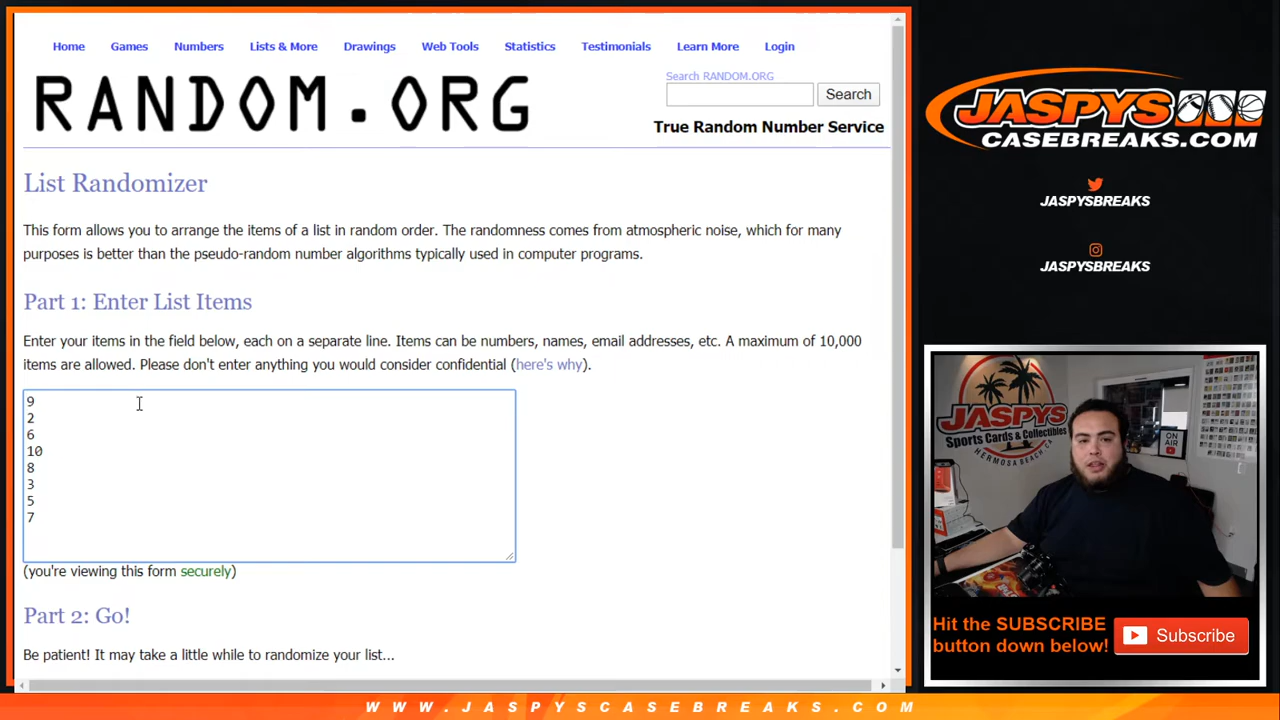 Home Games Numbers Lists & More Drawings Web Tools Statistics Testimonials Learn More Login
RANDOM.ORG
Search RANDOM.ORG
Search
True Random Number Service
List Randomizer
This form allows you to arrange the items of a list in random order. The randomness comes from atmospheric noise, which for many
purposes is better than the pseudo-random number algorithms typically used in computer programs.
Part 1: Enter List Items
Enter your items in the field below, each on a separate line. Items can be numbers, names, email addresses, etc. A maximum of 10,000
items are allowed. Please don't enter anything you would consider confidential (here's why).
9
2
6
10
8
3
5
7
(you're viewing this form securely)
Part 2: Go!
Be patient! It may take a little while to randomize your list...
JASPYS
CASEBREAKS.COM
JASPYSBREAKS
JASPYSBREAKS
JASPYS
Sports Cards & Collectibles
HERMOSA BEACH CA
ON
AIR
Hit the SUBSCRIBE
button down below!
Subscribe
WWW.JASPYSCASEBREAKS.COM